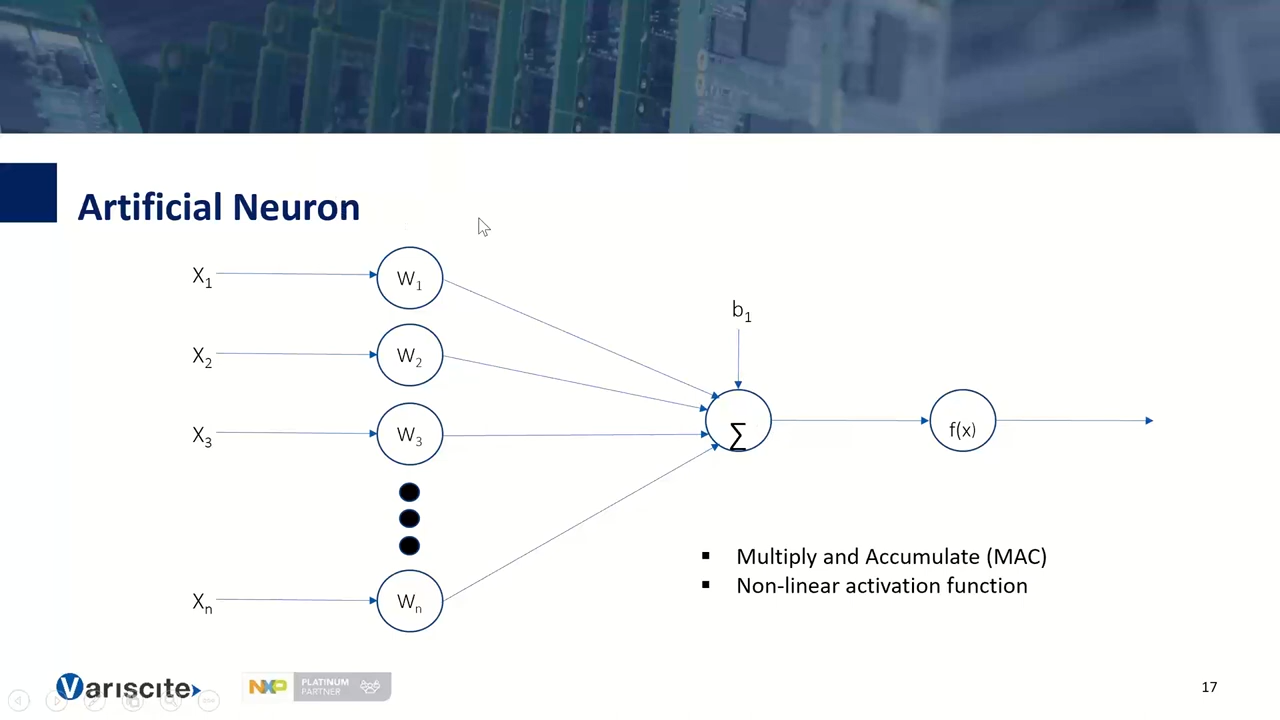 Artificial Neuron
X1
W1
b1
X2
W2
X3
W3
∑
f(x)
Multiply and Accumulate (MAC)
Non-linear activation function
Xn
Wn
Variscite
NXP
PLATINUM
PARTNER
17